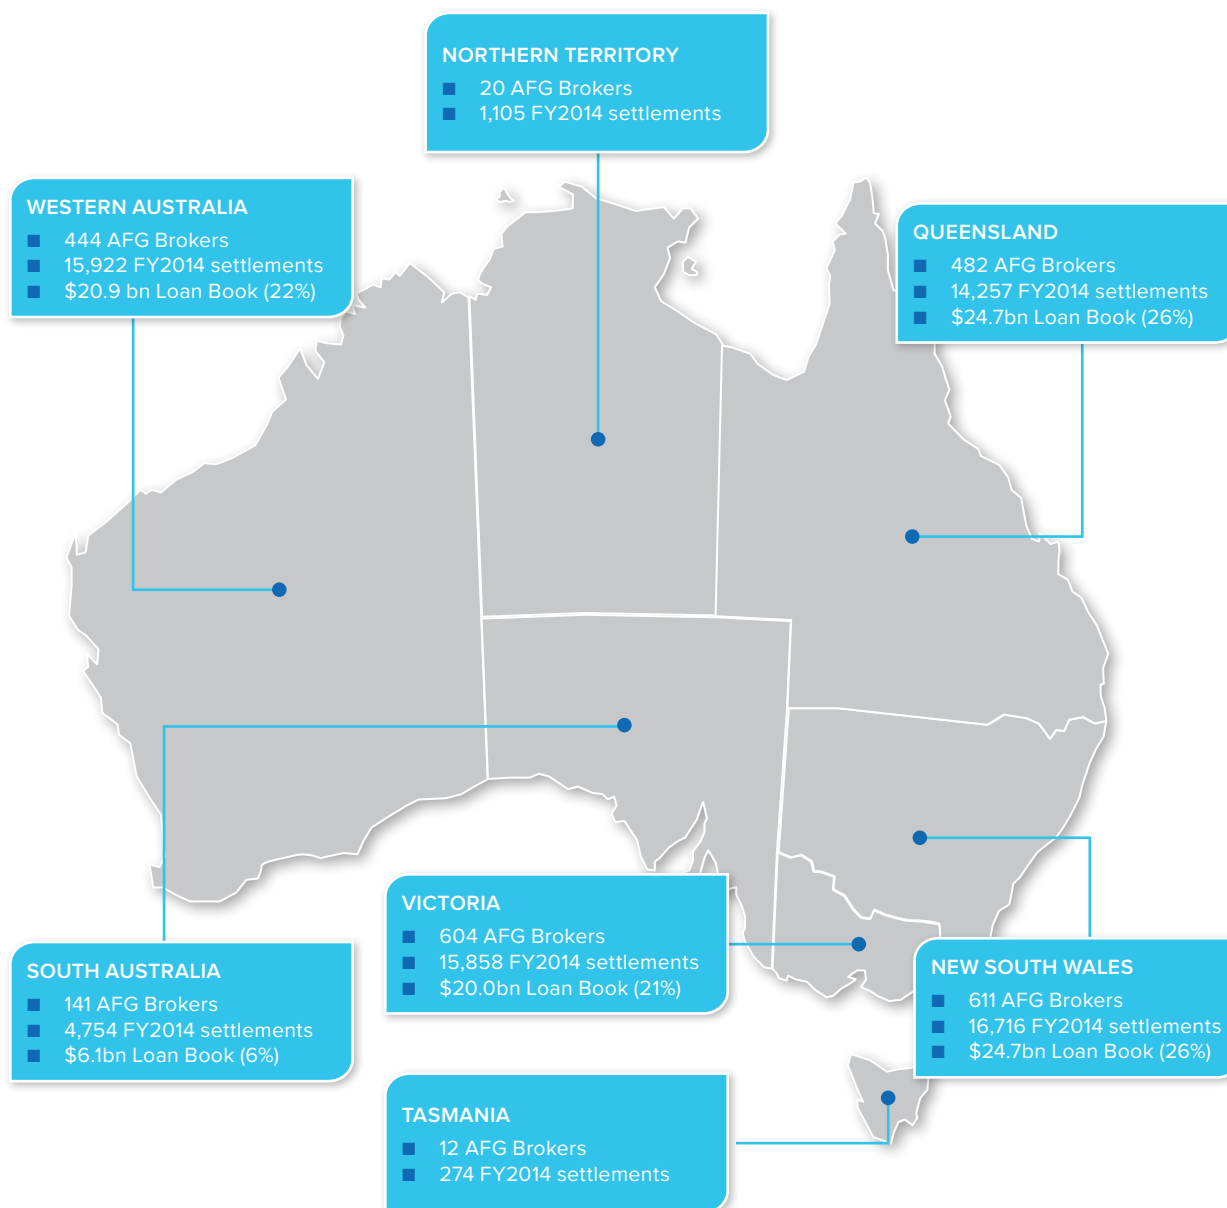 NORTHERN TERRITORY
20 AFG Brokers
1,105 FY2014 settlements
WESTERN AUSTRALIA
444 AFG Brokers
15,922 FY2014 settlements
$20.9 bn Loan Book (22%)
QUEENSLAND
482 AFG Brokers
14,257 FY2014 settlements
$24.7bn Loan Book (26%)
VICTORIA
604 AFG Brokers
15,858 FY2014 settlements
$20.0bn Loan Book (21%)
SOUTH AUSTRALIA
141 AFG Brokers
4,754 FY2014 settlements
$6.1bn Loan Book (6%)
NEW SOUTH WALES
611 AFG Brokers
16,716 FY2014 settlements
$24.7bn Loan Book (26%)
TASMANIA
12 AFG Brokers
274 FY2014 settlements